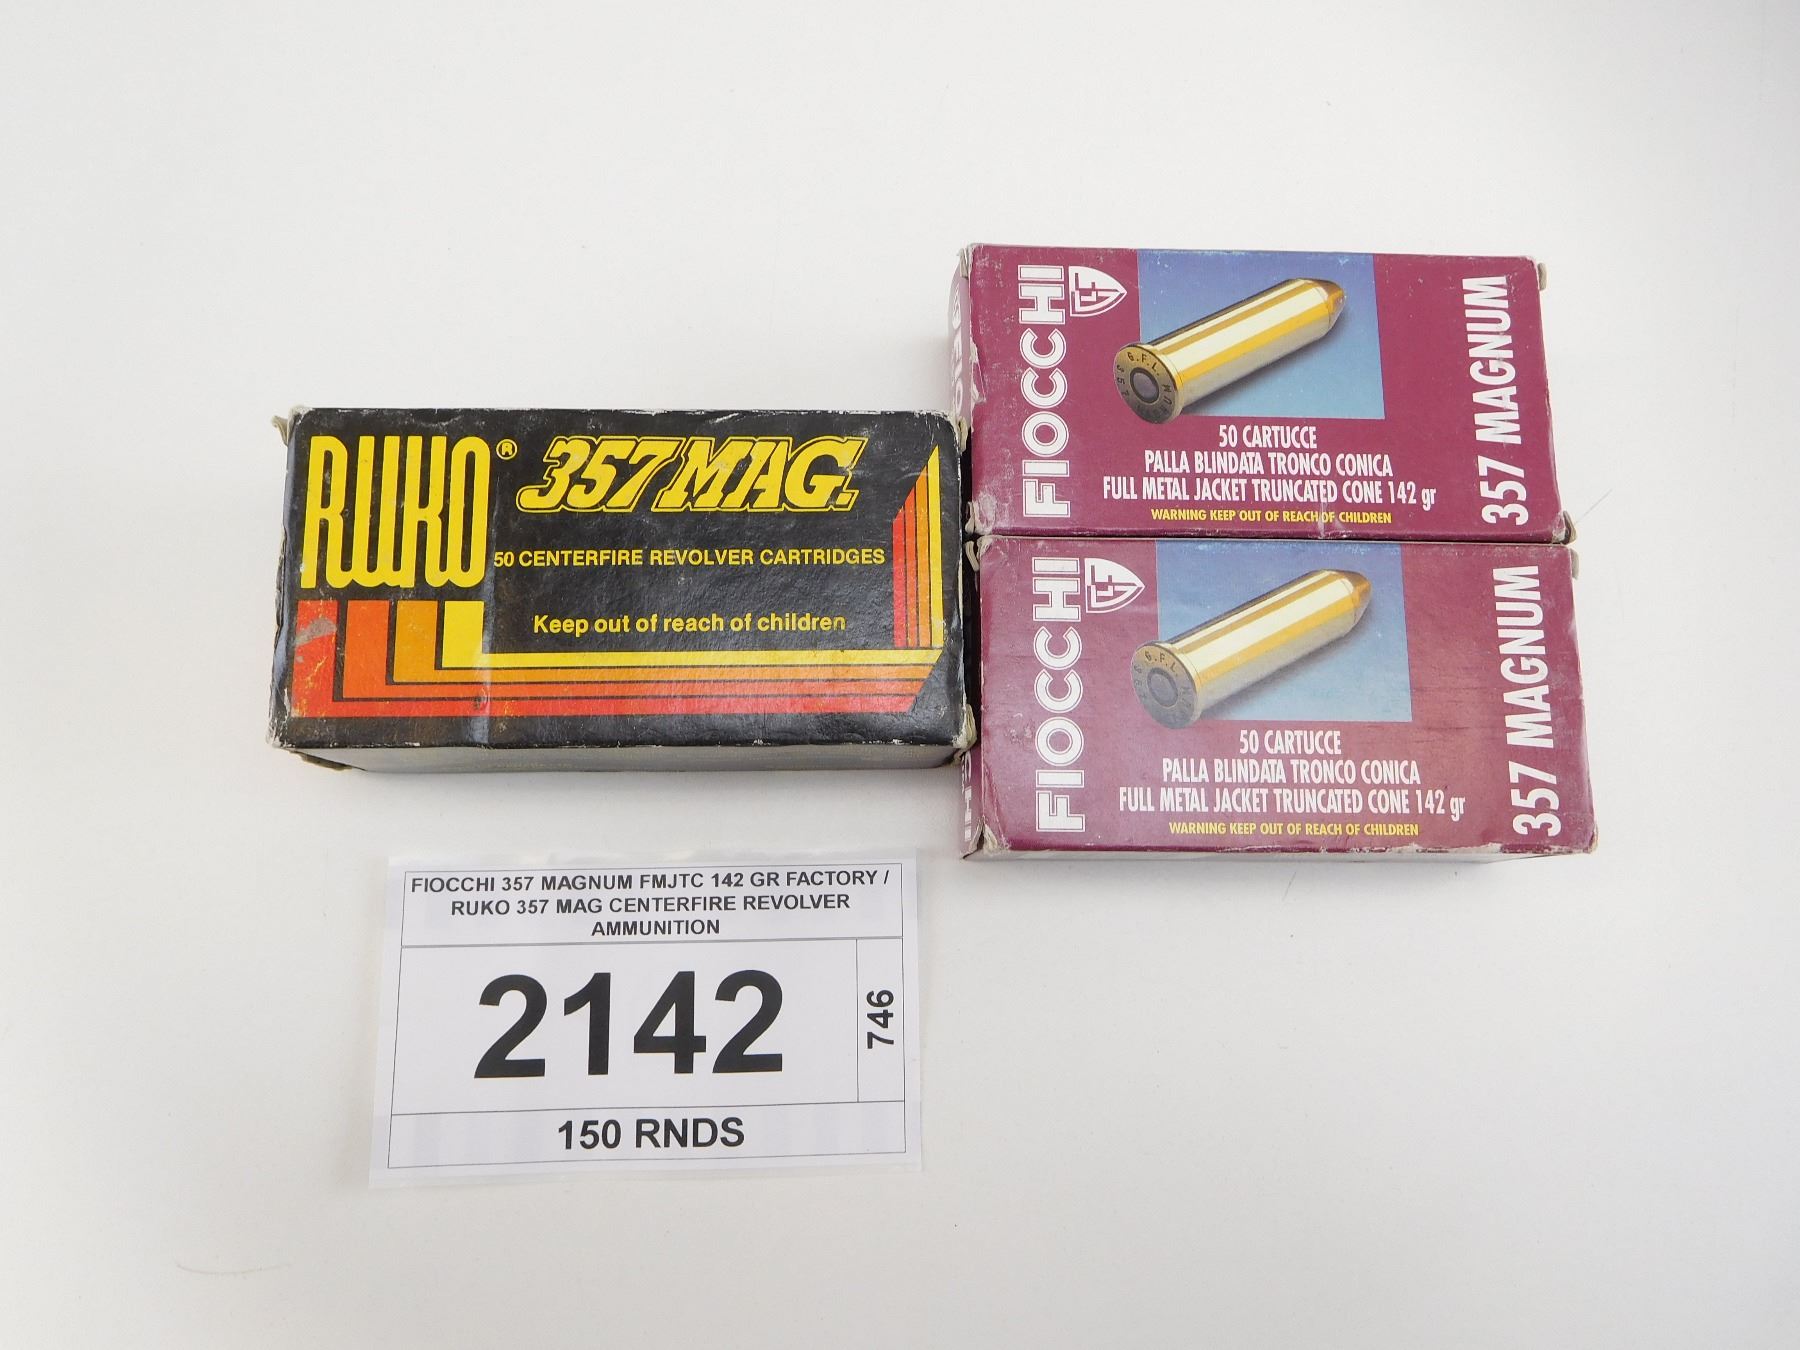 RUKO®
357 MAG.
50 CENTERFIRE REVOLVER CARTRIDGES
Keep out of reach of children
FIOCCHI
GFL
G.F.L.
357 MAGNUM
50 CARTUCCE
PALLA BLINDATA TRONCO CONICA
FULL METAL JACKET TRUNCATED CONE 142 gr
WARNING KEEP OUT OF REACH OF CHILDREN
357 MAGNUM
FIOCCHI
GFL
G.F.L.
50 CARTUCCE
PALLA BLINDATA TRONCO CONICA
FULL METAL JACKET TRUNCATED CONE 142 gr
WARNING KEEP OUT OF REACH OF CHILDREN
357 MAGNUM
FIOCCHI 357 MAGNUM FMJTC 142 GR FACTORY /
RUKO 357 MAG CENTERFIRE REVOLVER
AMMUNITION
2142
746
150 RNDS